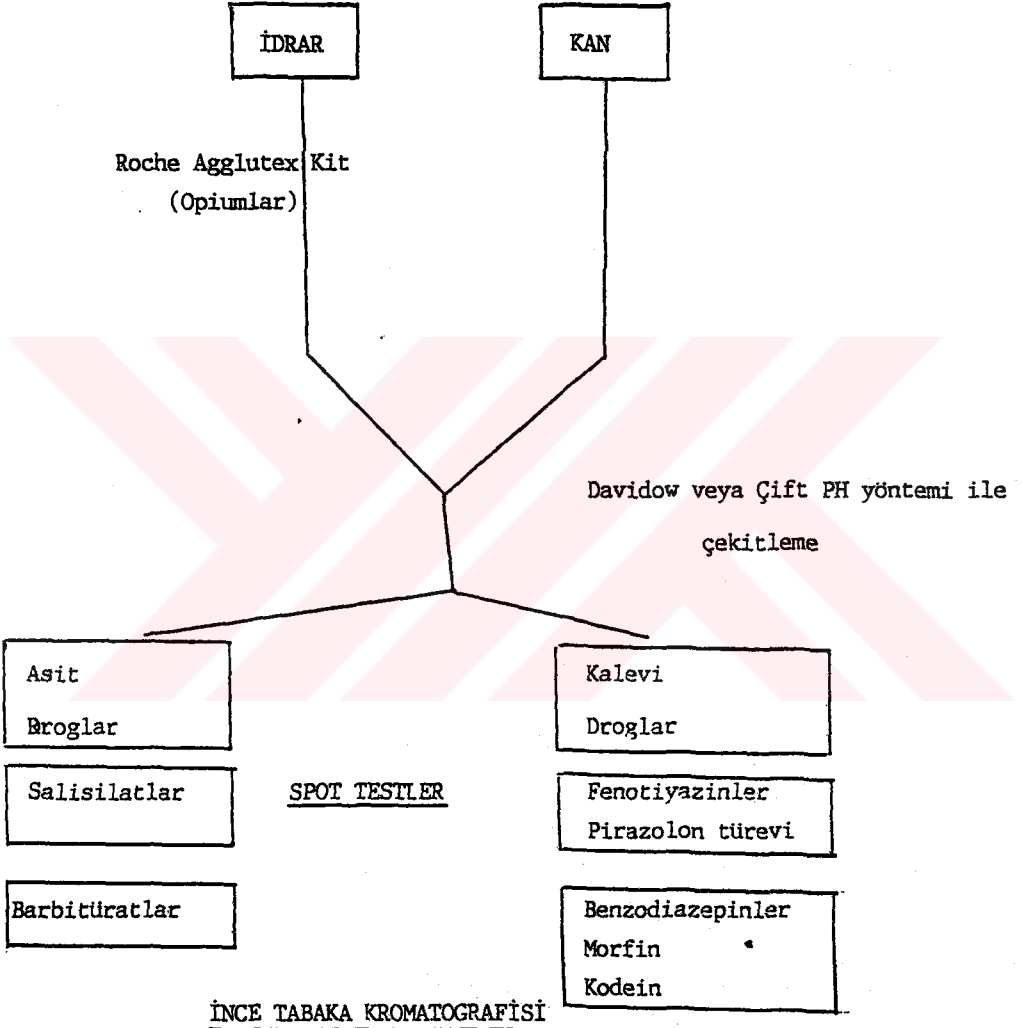 İDRAR
KAN
Roche Agglutex Kit
(Opiumlar)
Davidow veya Çift PH yöntemi ile
çekitleme
Asit
Droglar
Kalevi
Droglar
Salisilatlar
SPOT TESTLER
Fenotiyazinler
Pirazolon türevi
Barbitüratlar
Benzodiazepinler
Morfin
Kodein
İNCE TABAKA KROMATOGRAFİSİ